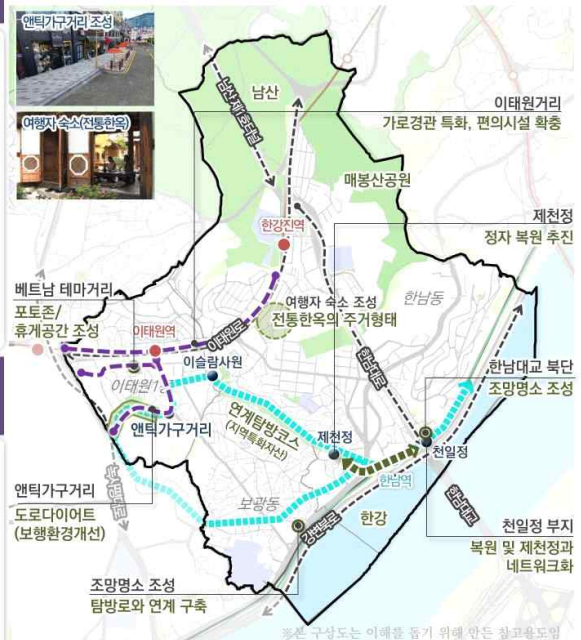 앤틱가구거리 조성
여행자 숙소(전통한옥)
남산
남산 제1호터널
이태원거리
가로경관 특화, 편의시설 확충
매봉산공원
한강진역
제천정
정자 복원 추진
베트남 테마거리
포토존/
휴게공간 조성
이태원역
이태원로
여행자 숙소 조성
전통한옥의 주거형태
한남동
한남대로
이슬람사원
이태원1동
앤틱가구거리
연계탐방코스
(지역특화자산)
제천정
한남대교 북단
조망명소 조성
천일정
한남역
앤틱가구거리
도로다이어트
(보행환경개선)
보광동
한강
강변북로
한남대교
천일정 부지
복원 및 제천정과
네트워크화
조망명소 조성
탐방로와 연계 구축
※본 구상도는 이해를 돕기 위해 만든 참고용도임